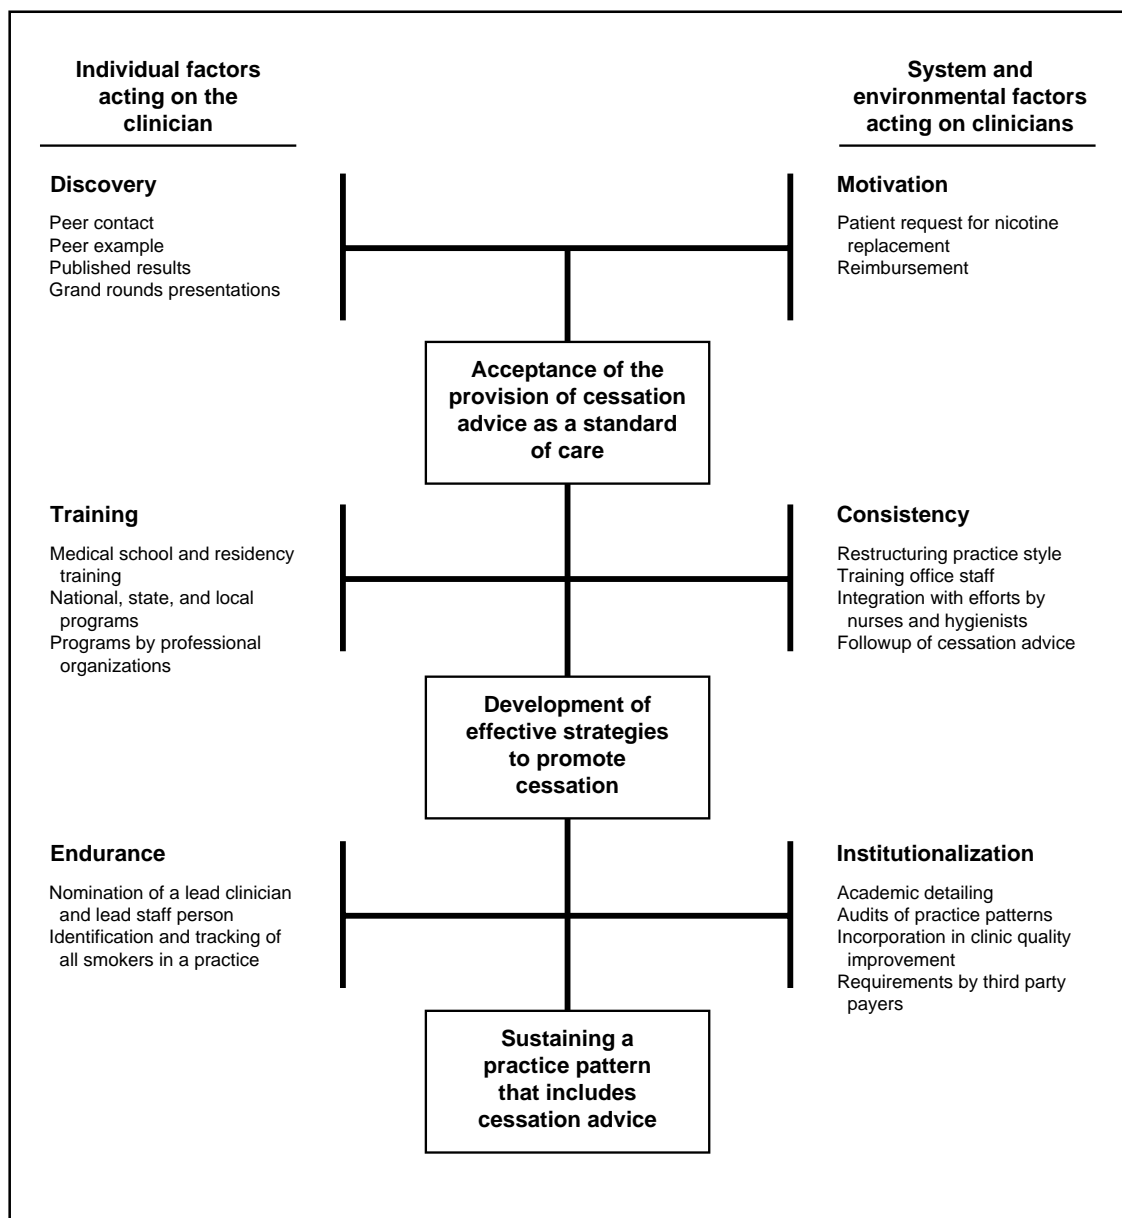 Individual factors
acting on the
clinician
System and
environmental factors
acting on clinicians
Discovery
Peer contact
Peer example
Published results
Grand rounds presentations
Motivation
Patient request for nicotine
replacement
Reimbursement
Acceptance of the
provision of cessation
advice as a standard
of care
Training
Medical school and residency
training
National, state, and local
programs
Programs by professional
organizations
Consistency
Restructuring practice style
Training office staff
Integration with efforts by
nurses and hygienists
Followup of cessation advice
Development of
effective strategies
to promote
cessation
Endurance
Nomination of a lead clinician
and lead staff person
Identification and tracking of
all smokers in a practice
Institutionalization
Academic detailing
Audits of practice patterns
Incorporation in clinic quality
improvement
Requirements by third party
payers
Sustaining a
practice pattern
that includes
cessation advice